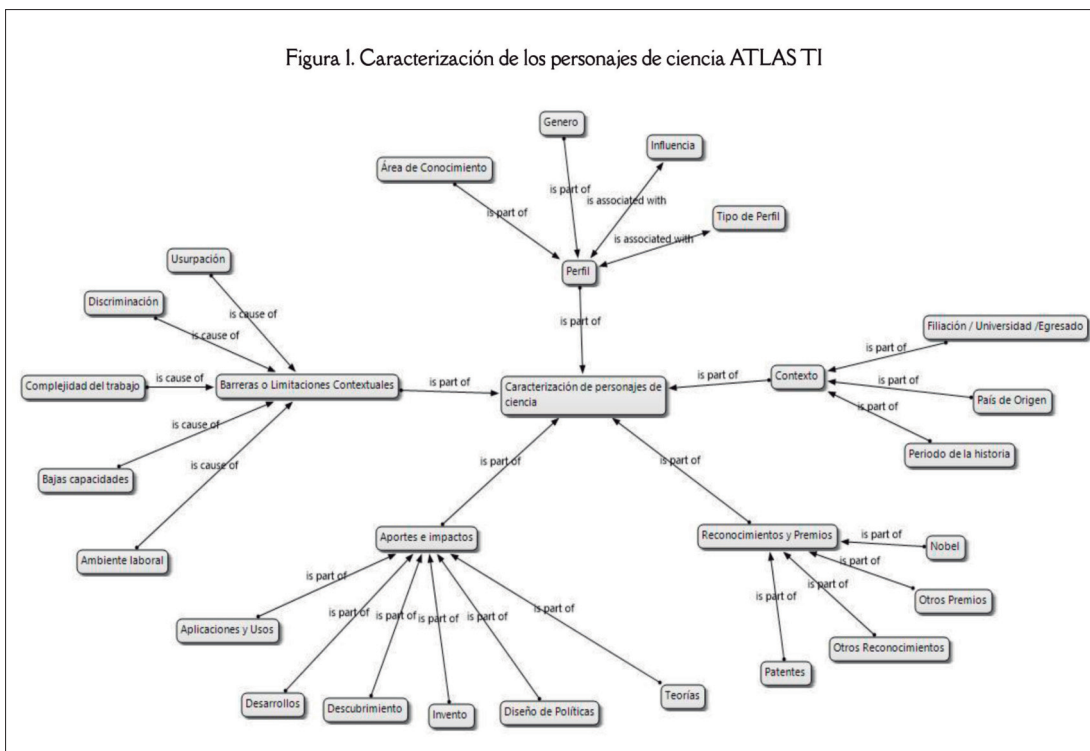 Figura 1. Caracterización de los personajes de ciencia ATLAS TI
Genero
Influencia
Área de Conocimiento
is part of
is part of
is associated with
Tipo de Perfil
is associated with
Perfil
is part of
Usurpación
is cause of
Discriminación
is cause of
Complejidad del trabajo
is cause of
Barreras o Limitaciones Contextuales
is part of
is cause of
Bajas capacidades
is cause of
Ambiente laboral
Caracterización de personajes de
ciencia
is part of
Contexto
Filiación / Universidad /Egresado
is part of
is part of
País de Origen
is part of
Periodo de la historia
is part of
Aportes e impactos
is part of
Aplicaciones y Usos
is part of
Desarrollos
is part of
Descubrimiento
is part of
Invento
is part of
Diseño de Políticas
is part of
Teorías
is part of
Reconocimientos y Premios
is part of
Nobel
is part of
Otros Premios
is part of
Otros Reconocimientos
is part of
Patentes